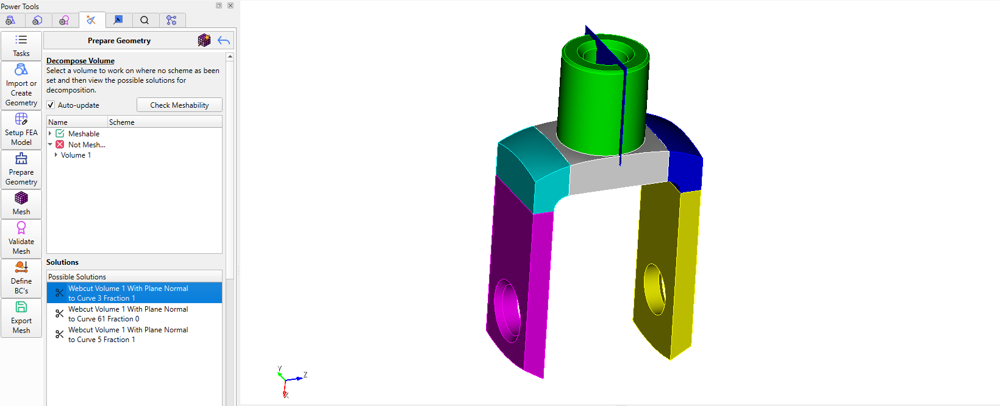 Power Tools
Prepare Geometry
Tasks
Import or
Create
Geometry
Setup FEA
Model
Prepare
Geometry
Mesh
Validate
Mesh
Define
BC's
Export
Mesh
Decompose Volume
Select a volume to work on where no scheme as been
set and then view the possible solutions for
decomposition.
Auto-update
Check Meshability
Name Scheme
Meshable
Not Mesh...
Volume 1
Solutions
Possible Solutions
Webcut Volume 1 With Plane Normal
to Curve 3 Fraction 1
Webcut Volume 1 With Plane Normal
to Curve 61 Fraction 0
Webcut Volume 1 With Plane Normal
to Curve 5 Fraction 1
Y
Z
X